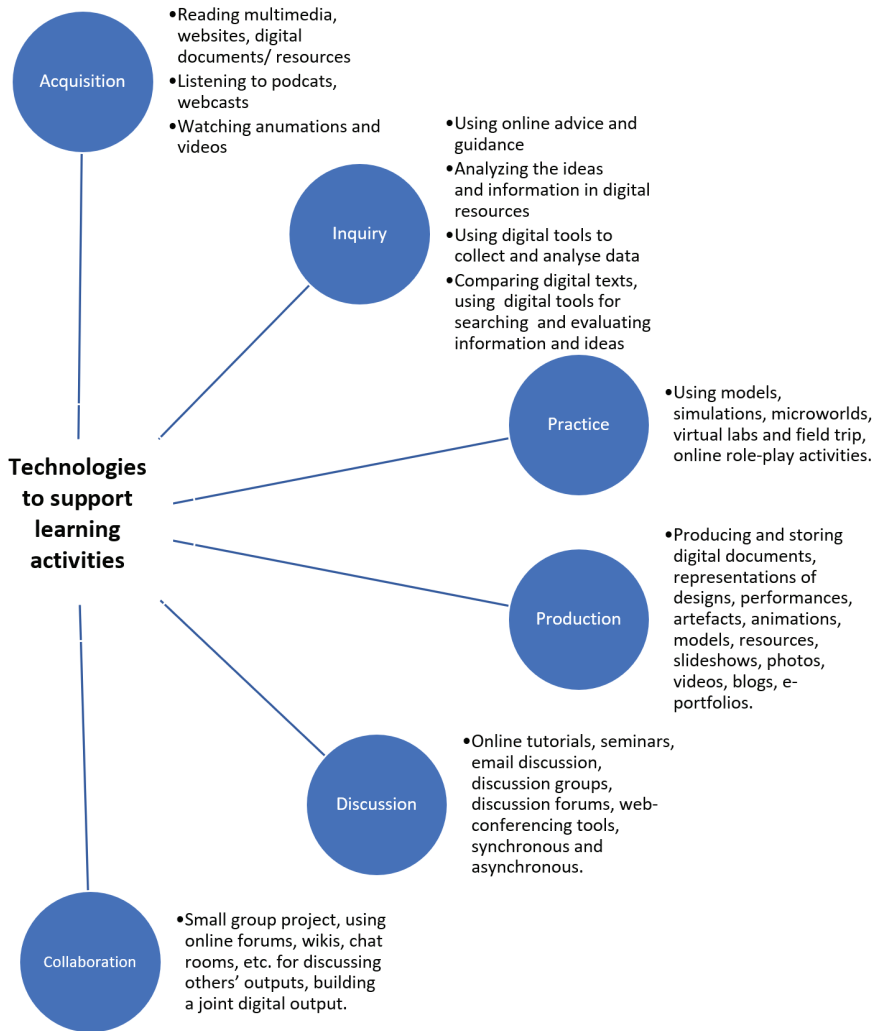 Acquisition
•Reading multimedia,
websites, digital
documents/ resources
•Listening to podcats,
webcasts
•Watching anumations and
videos
Inquiry
•Using online advice and
guidance
•Analyzing the ideas
and information in digital
resources
•Using digital tools to
collect and analyse data
•Comparing digital texts,
using digital tools for
searching and evaluating
information and ideas
Practice
•Using models,
simulations, microworlds,
virtual labs and field trip,
online role-play activities.
Technologies
to support
learning
activities
Production
•Producing and storing
digital documents,
representations of
designs, performances,
artefacts, animations,
models, resources,
slideshows, photos,
videos, blogs, e-
portfolios.
Discussion
•Online tutorials, seminars,
email discussion,
discussion groups,
discussion forums, web-
conferencing tools,
synchronous and
asynchronous.
Collaboration
•Small group project, using
online forums, wikis, chat
rooms, etc. for discussing
others’ outputs, building
a joint digital output.